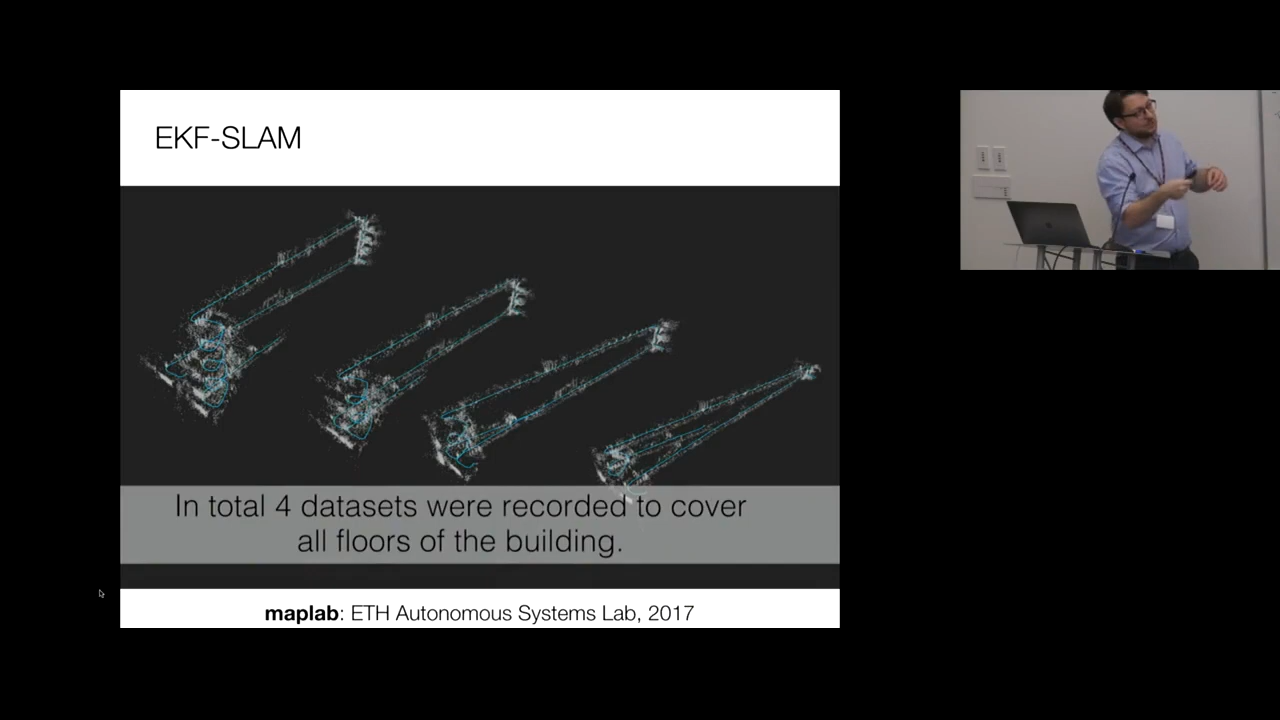 EKF-SLAM
In total 4 datasets were recorded to cover
all floors of the building.
maplab: ETH Autonomous Systems Lab, 2017